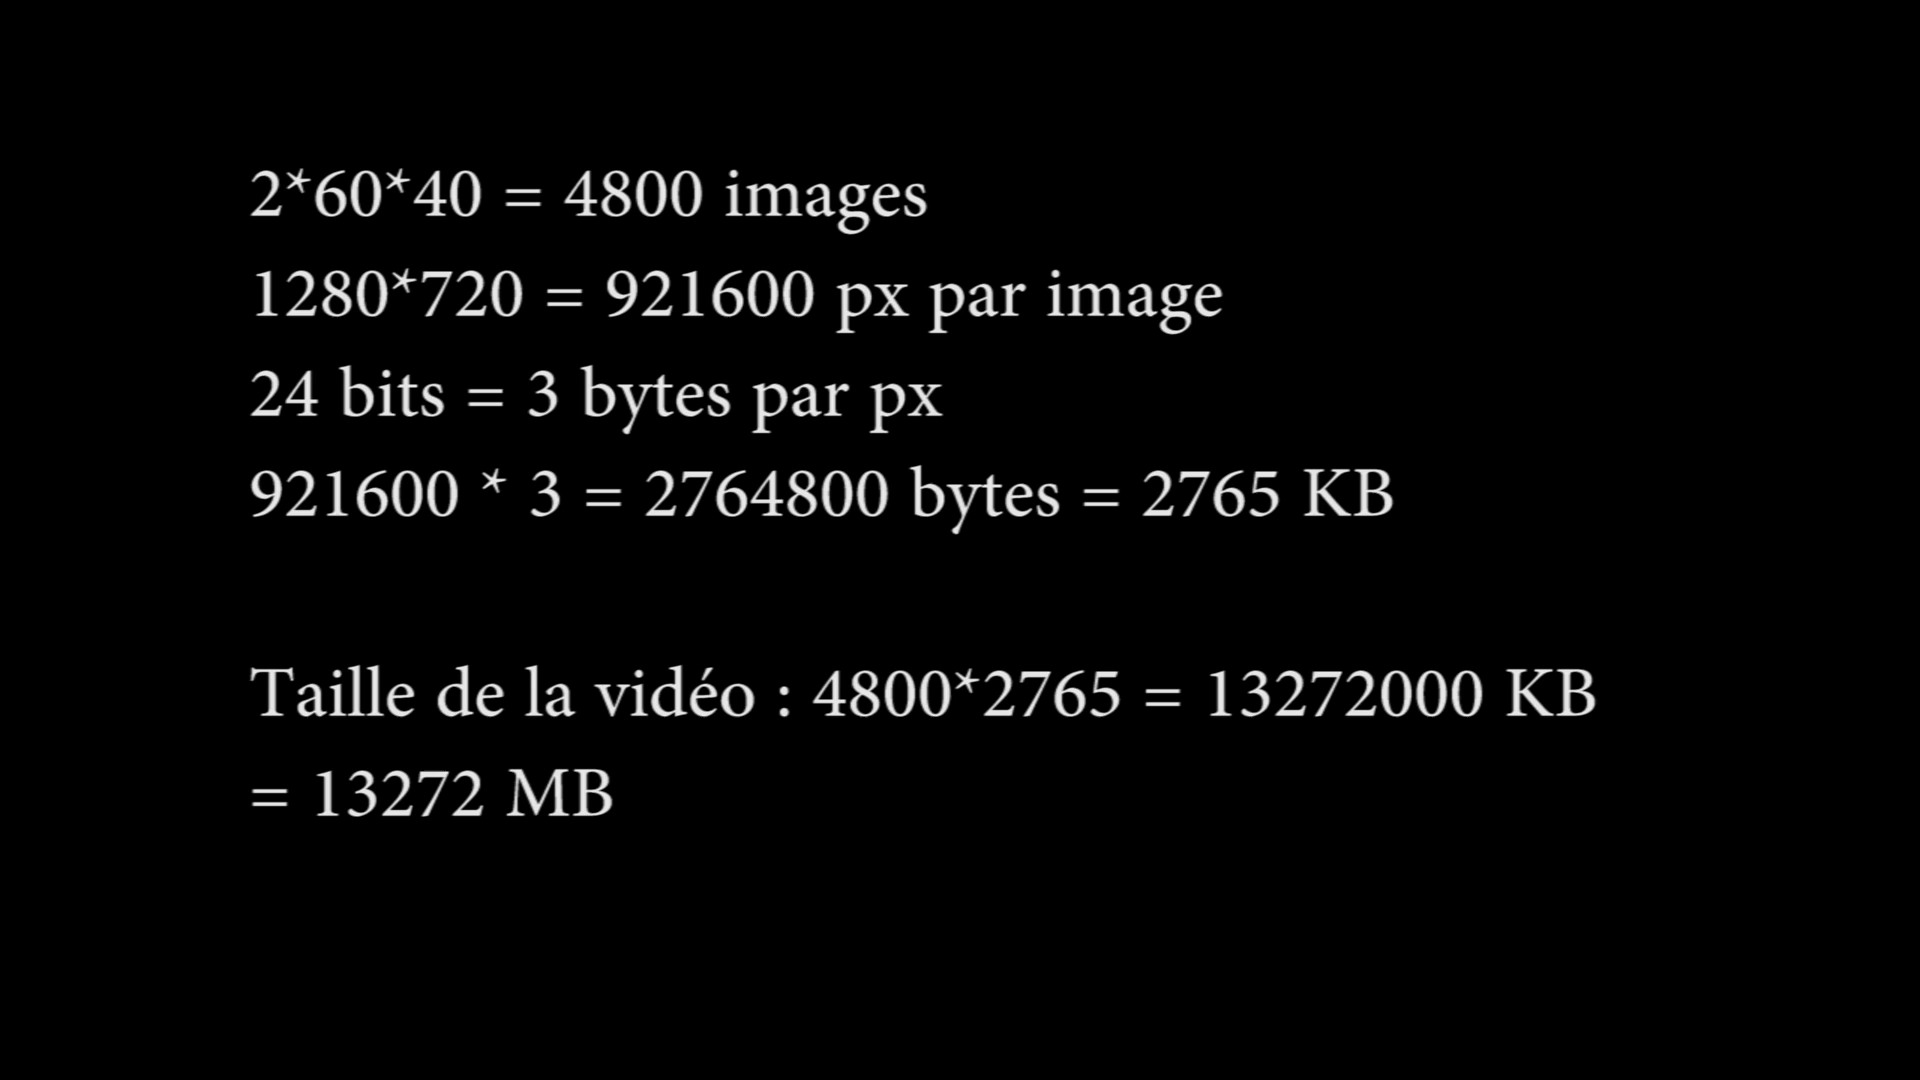 2*60*40 = 4800 images
1280*720 = 921600 px par image
24 bits = 3 bytes par px
921600 * 3 = 2764800 bytes = 2765 KB
Taille de la vidéo : 4800*2765 = 13272000 KB
= 13272 MB